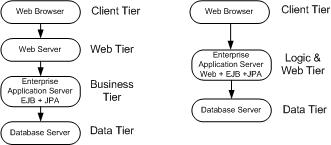 Web Browser
Client Tier
Web Server
Web Tier
Enterprise
Application Server
EJB + JPA
Business
Tier
Database Server
Data Tier
Web Browser
Client Tier
Enterprise
Application Server
Web + EJB +JPA
Logic &
Web Tier
Database Server
Data Tier